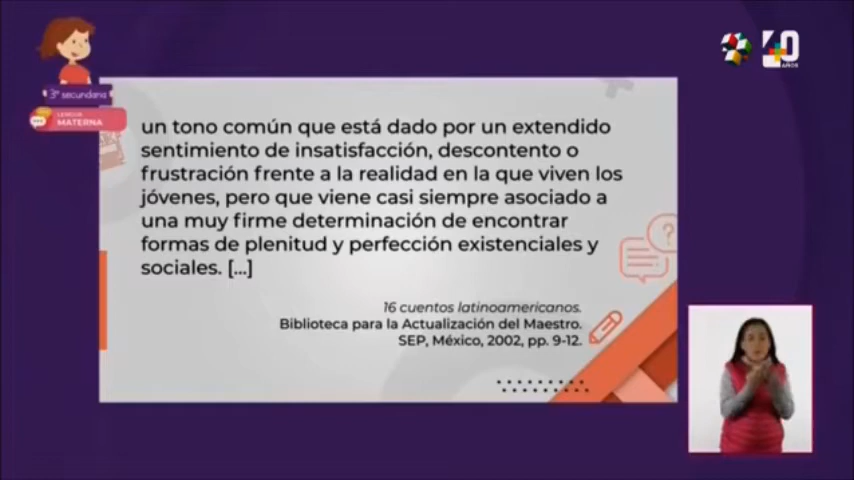 40
AÑOS
3° secundaria
LENGUA
MATERNA
un tono común que está dado por un extendido
sentimiento de insatisfacción, descontento o
frustración frente a la realidad en la que viven los
jóvenes, pero que viene casi siempre asociado a
una muy firme determinación de encontrar
formas de plenitud y perfección existenciales y
sociales. [...]
16 cuentos latinoamericanos.
Biblioteca para la Actualización del Maestro.
SEP, México, 2002, pp. 9-12.
?